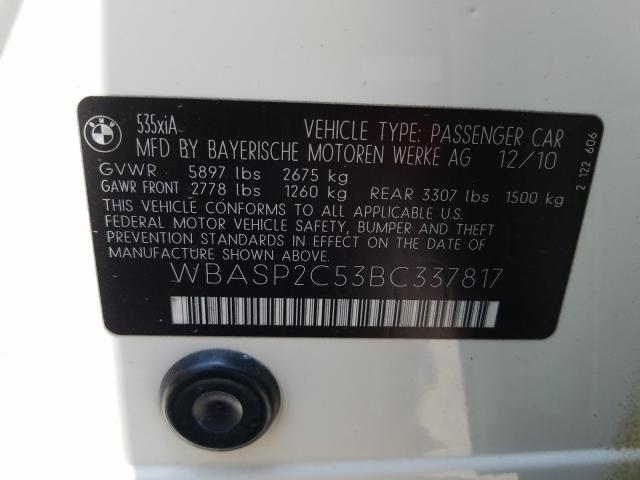 BMW
535xiA
VEHICLE TYPE: PASSENGER CAR
MFD BY BAYERISCHE MOTOREN WERKE AG 12/10
GVWR 5897 lbs 2675 kg
GAWR FRONT 2778 lbs 1260 kg REAR 3307 lbs 1500 kg
THIS VEHICLE CONFORMS TO ALL APPLICABLE U.S.
FEDERAL MOTOR VEHICLE SAFETY, BUMPER AND THEFT
PREVENTION STANDARDS IN EFFECT ON THE DATE OF
MANUFACTURE SHOWN ABOVE.
WBASP2C53BC337817
2 122 606